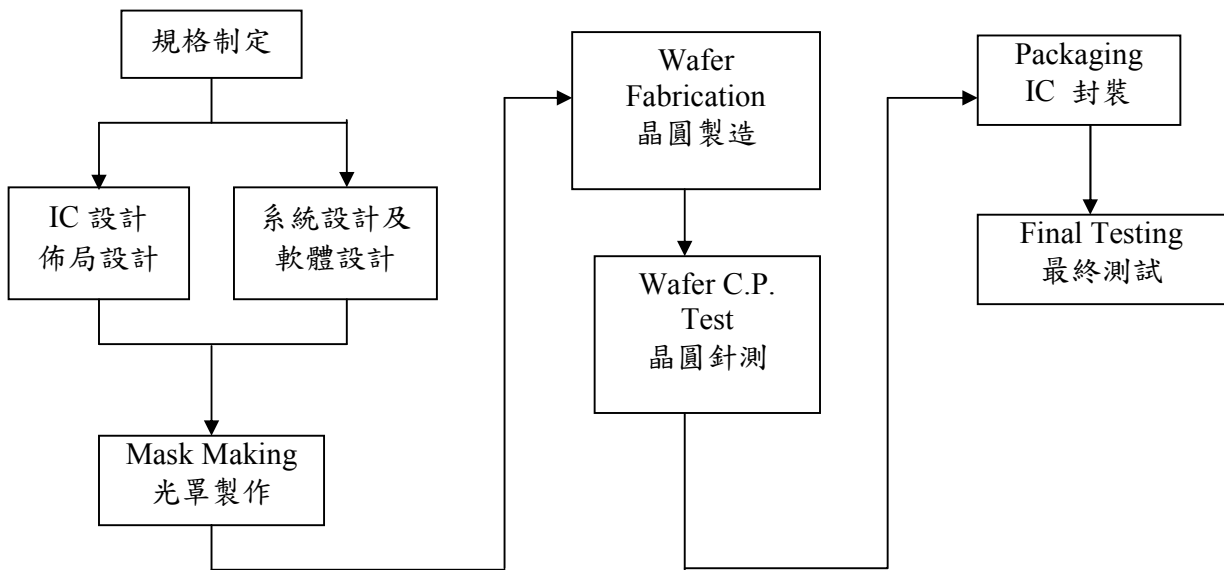 規格制定
IC 設計
佈局設計
系統設計及
軟體設計
Mask Making
光罩製作
Wafer
Fabrication
晶圓製造
Wafer C.P.
Test
晶圓針測
Packaging
IC 封裝
Final Testing
最終測試